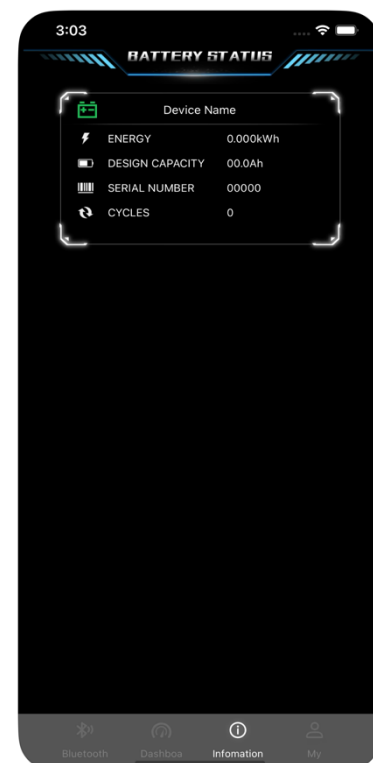 3:03
BATTERY STATUS
Device Name
ENERGY 0.000kWh
DESIGN CAPACITY 00.0Ah
SERIAL NUMBER 00000
CYCLES 0
Bluetooth Dashboa Infomation My